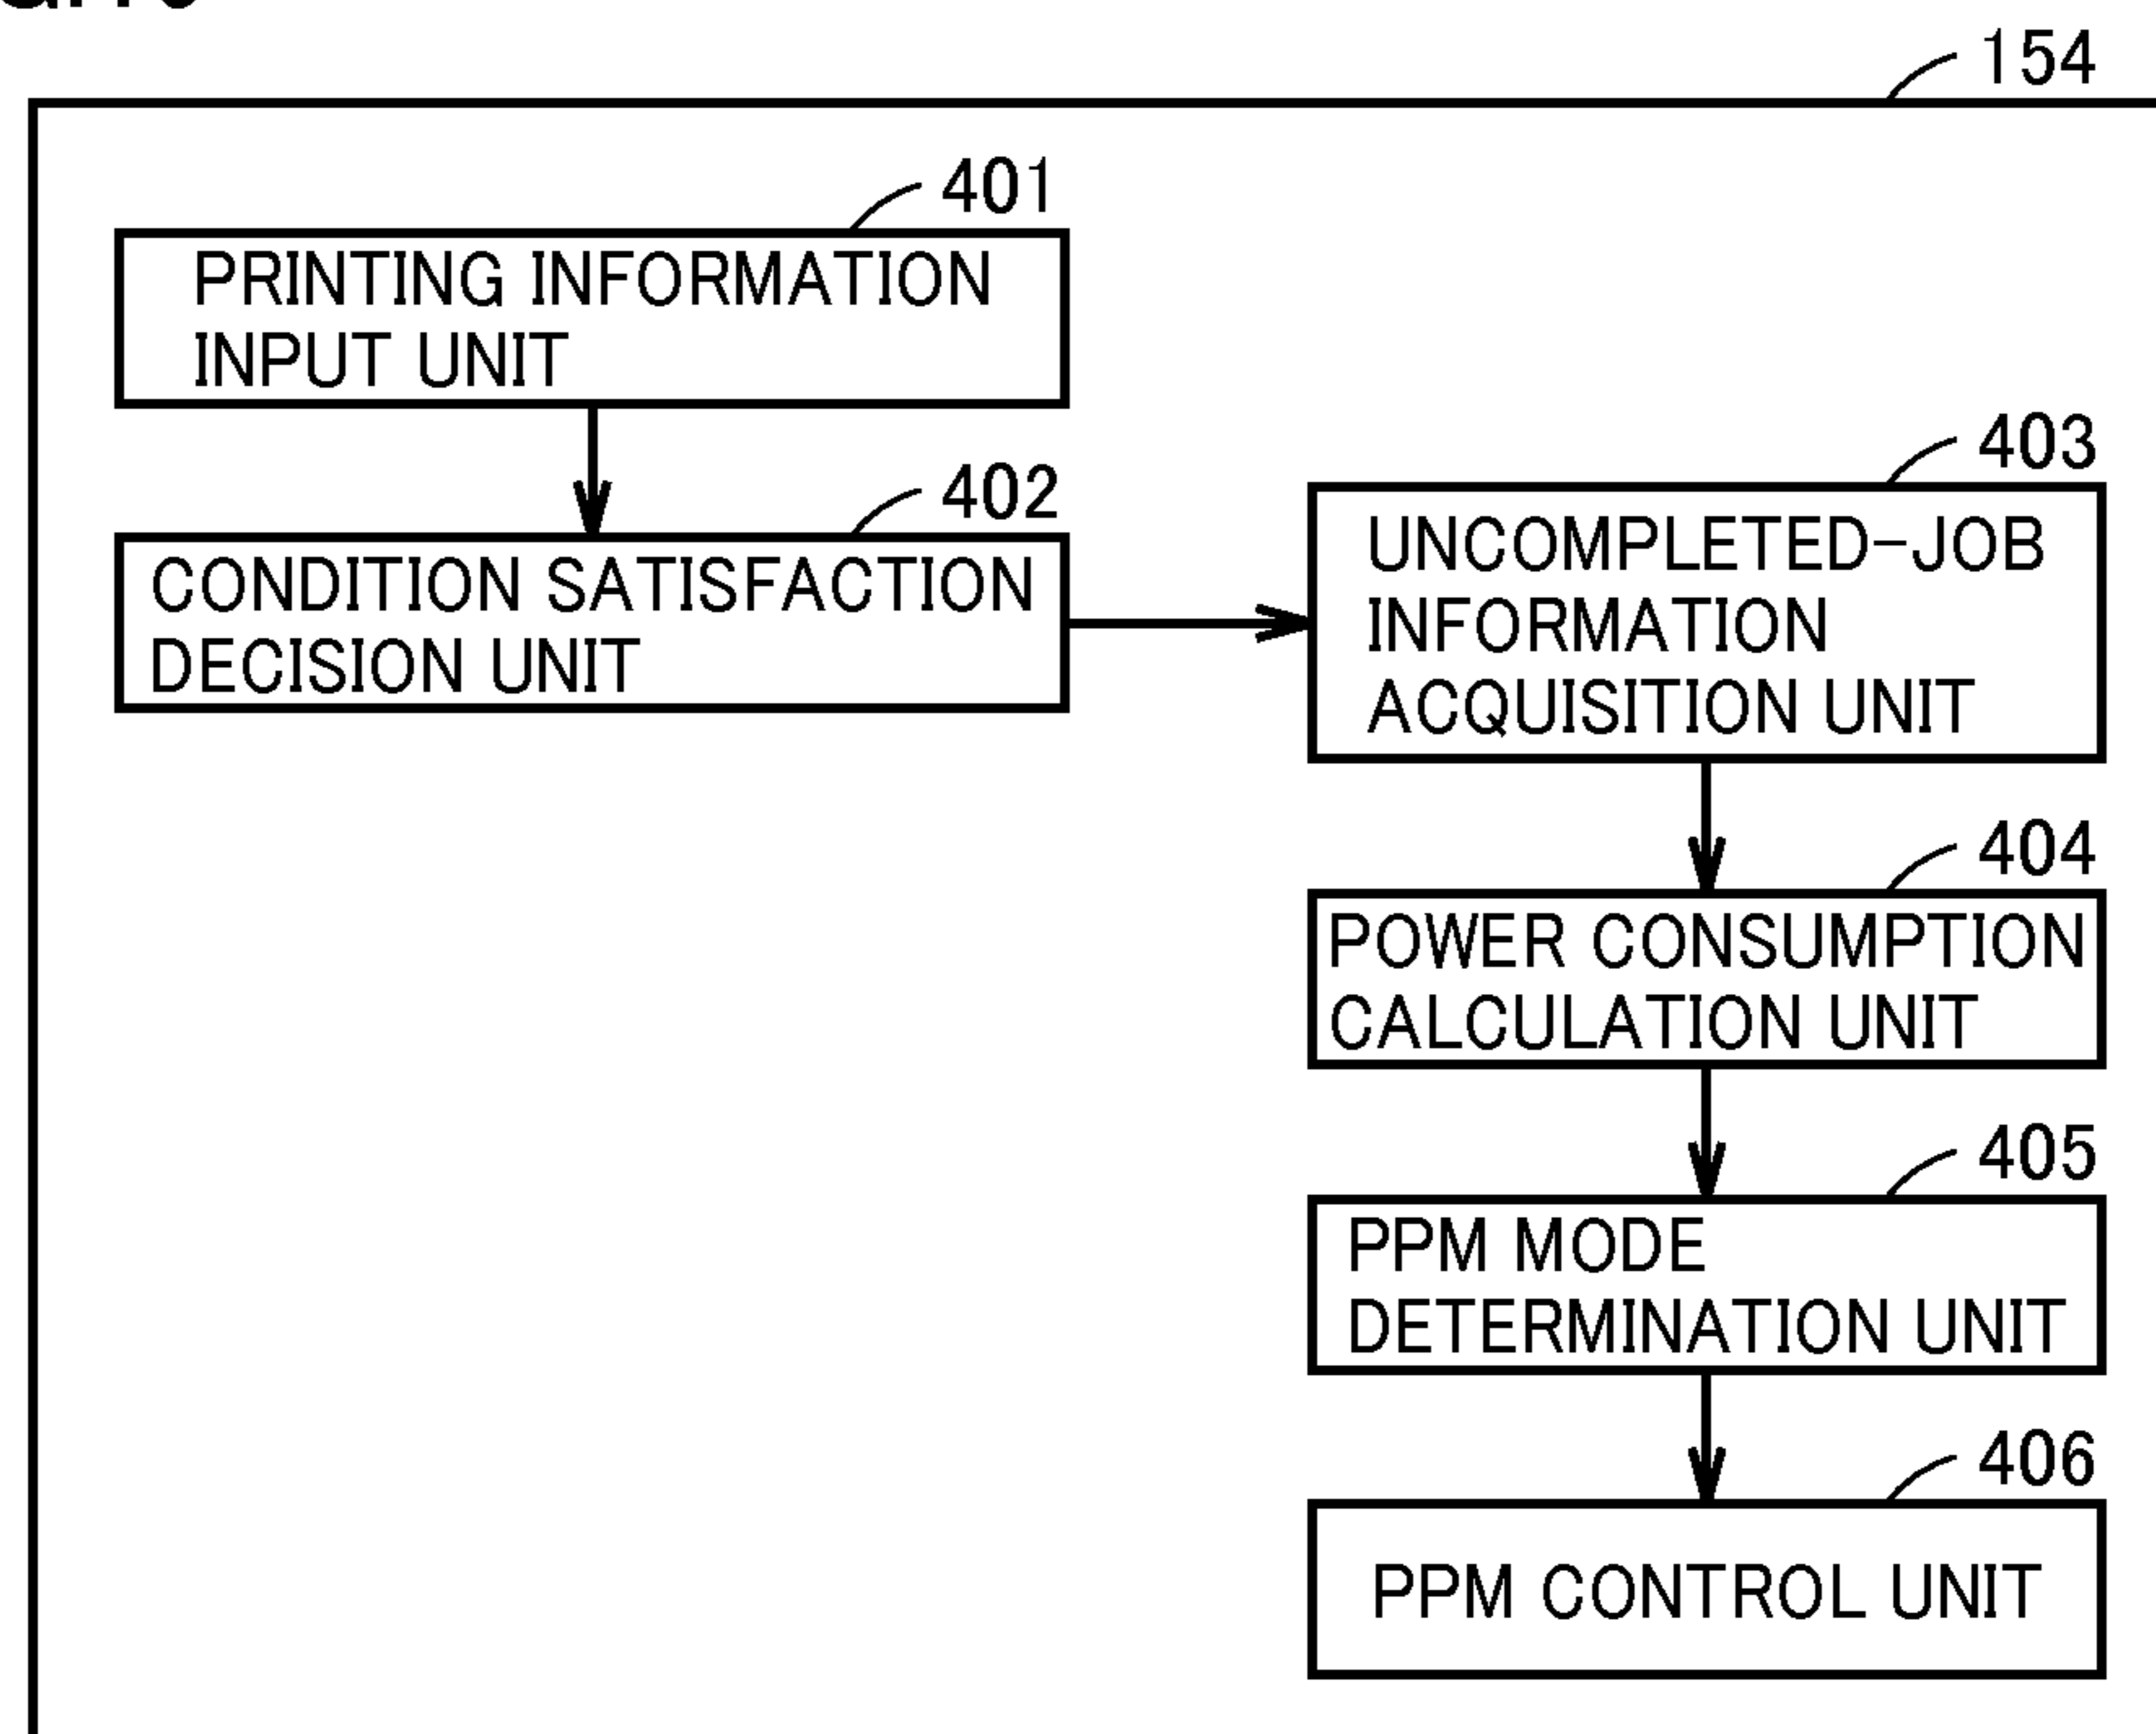 154
401
PRINTING INFORMATION
INPUT UNIT
402
CONDITION SATISFACTION
DECISION UNIT
403
UNCOMPLETED-JOB
INFORMATION
ACQUISITION UNIT
404
POWER CONSUMPTION
CALCULATION UNIT
405
PPM MODE
DETERMINATION UNIT
406
PPM CONTROL UNIT